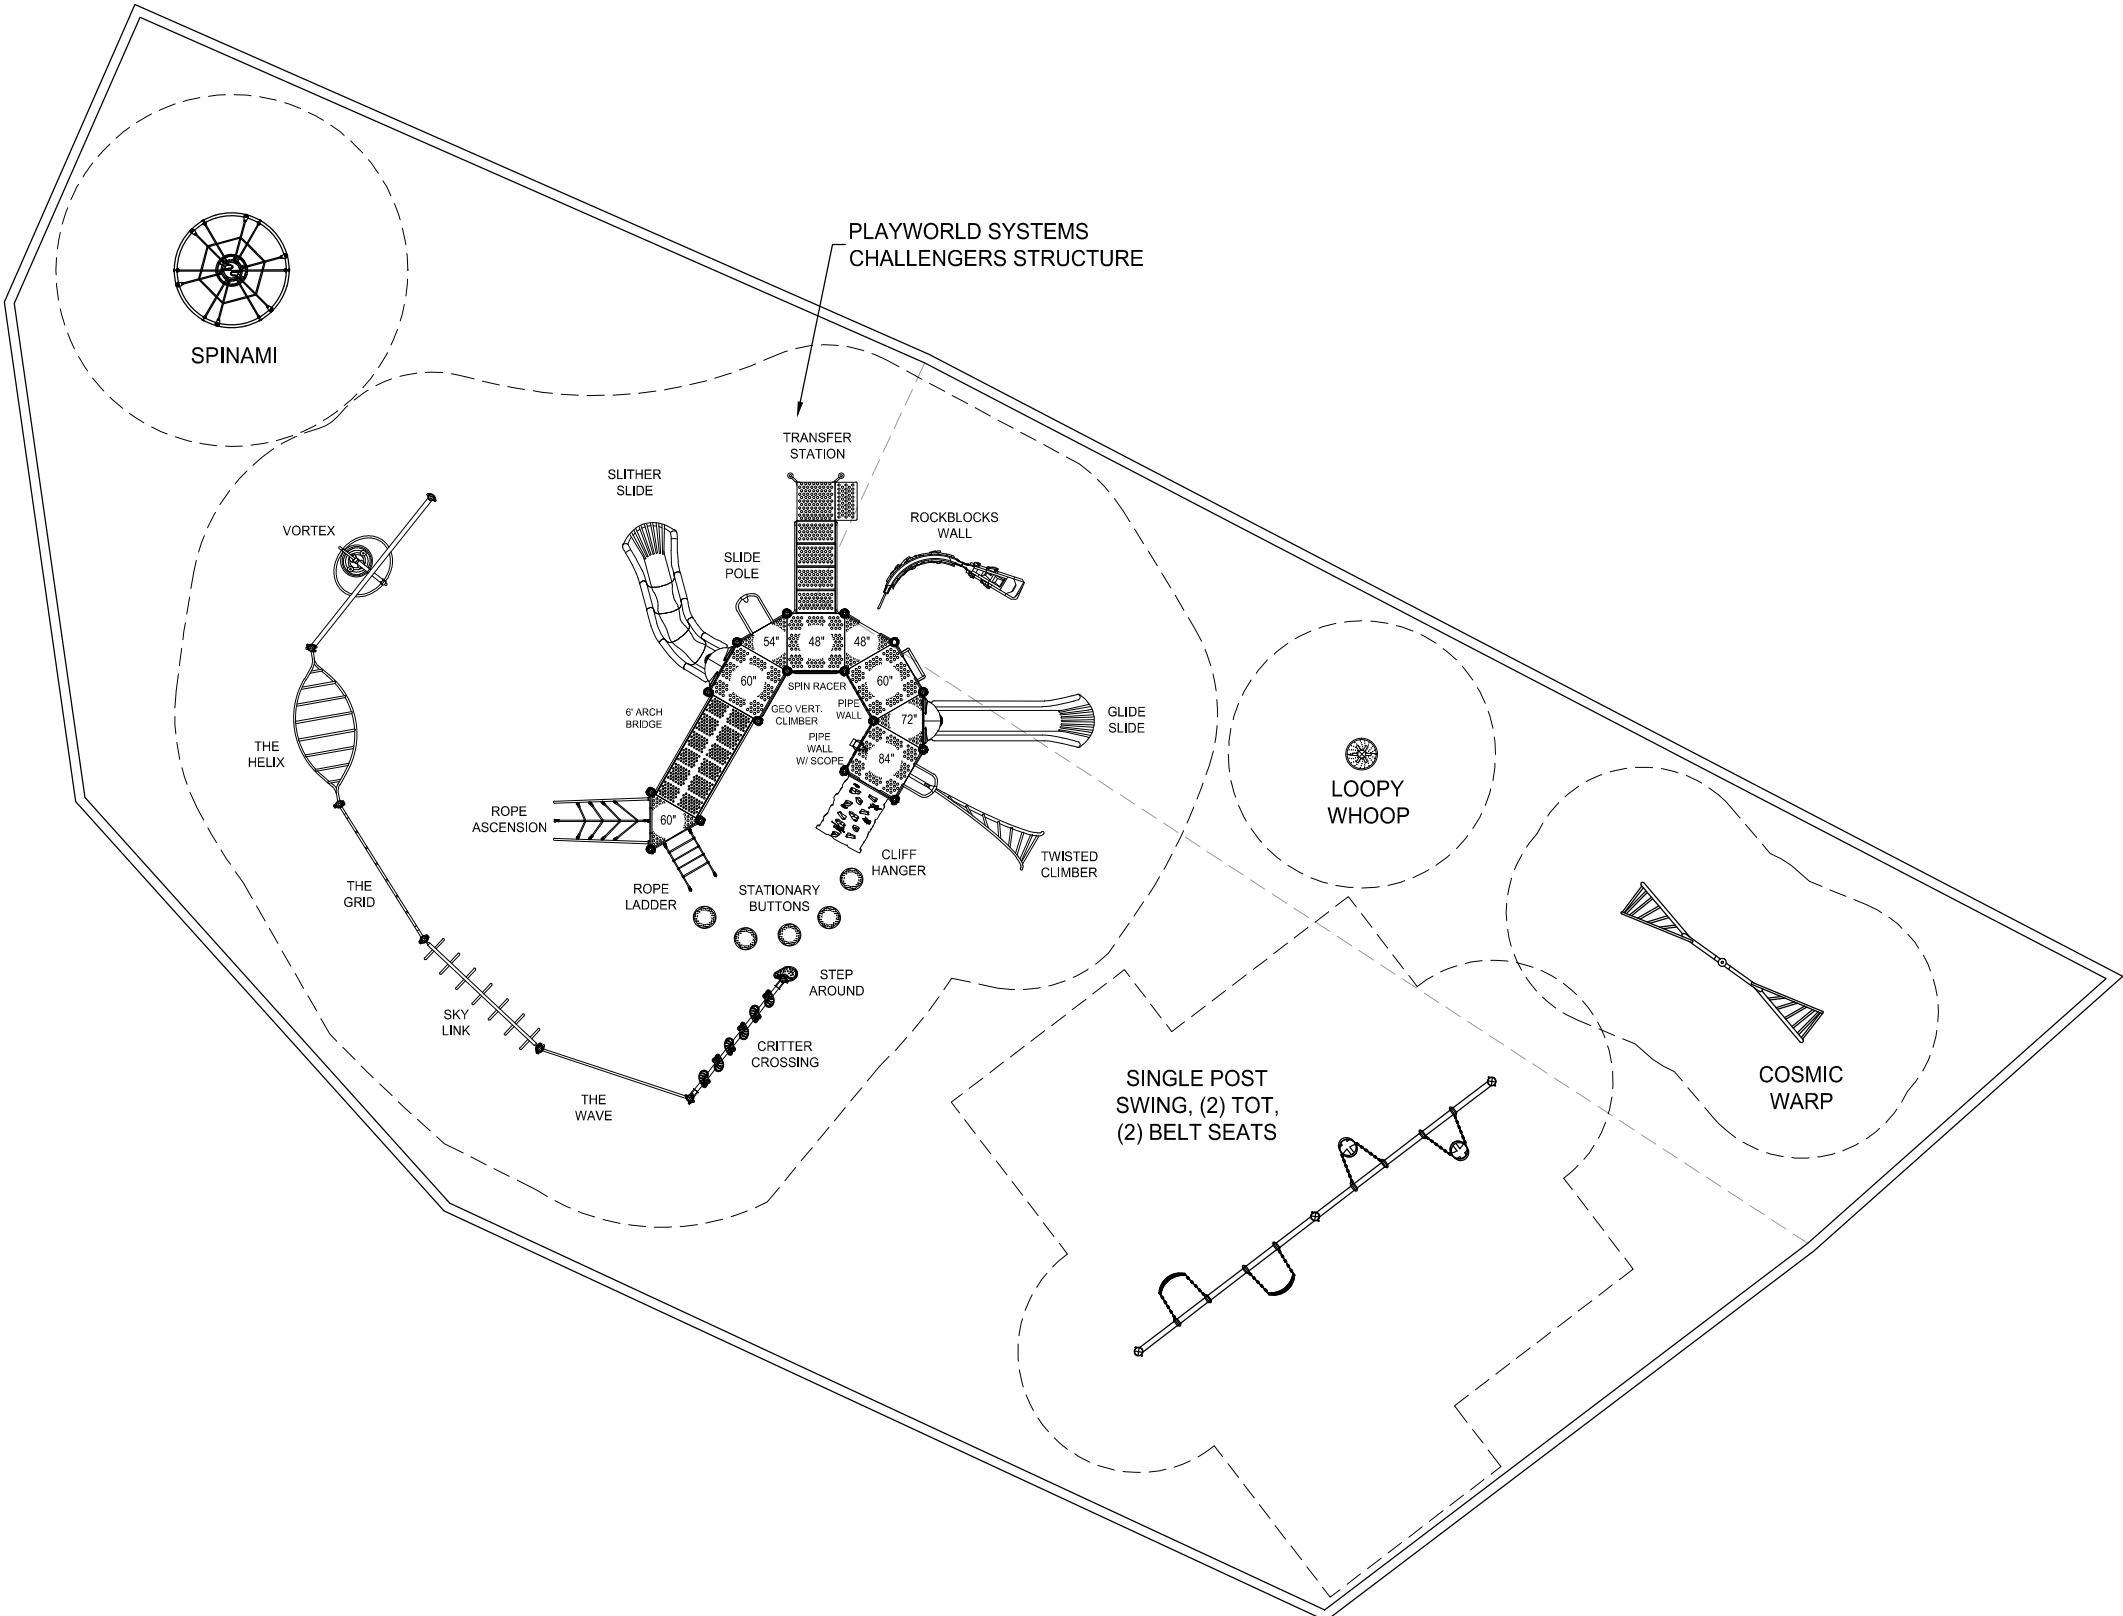 PLAYWORLD SYSTEMS
CHALLENGERS STRUCTURE
SPINAMI
TRANSFER
STATION
SLITHER
SLIDE
VORTEX
SLIDE
POLE
ROCKBLOCKS
WALL
54"
48"
48"
60"
60"
SPIN RACER
6' ARCH
BRIDGE
GEO VERT.
CLIMBER
PIPE
WALL
72"
GLIDE
SLIDE
PIPE
WALL
W/ SCOPE
84"
THE
HELIX
LOOPY
WHOOP
ROPE
ASCENSION
60"
CLIFF
HANGER
TWISTED
CLIMBER
THE
GRID
ROPE
LADDER
STATIONARY
BUTTONS
STEP
AROUND
SKY
LINK
CRITTER
CROSSING
THE
WAVE
SINGLE POST
SWING, (2) TOT,
(2) BELT SEATS
COSMIC
WARP